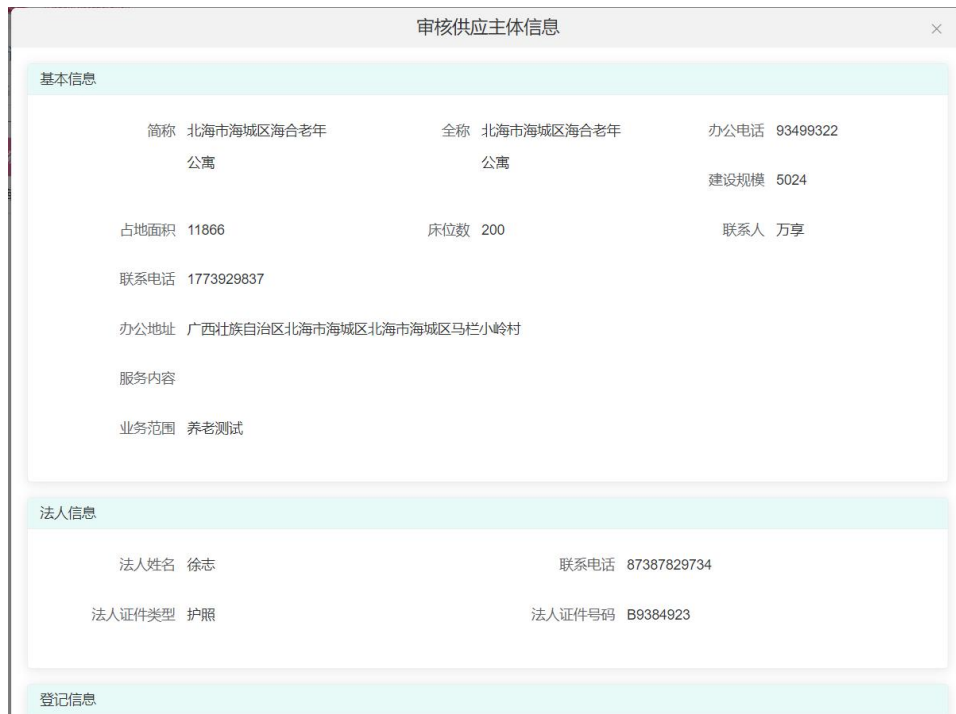 审核供应主体信息
基本信息
简称 北海市海城区海合老年
公寓
全称 北海市海城区海合老年
公寓
办公电话 93499322
建设规模 5024
占地面积 11866
床位数 200
联系人 万享
联系电话 1773929837
办公地址 广西壮族自治区北海市海城区北海市海城区马栏小岭村
服务内容
业务范围 养老测试
法人信息
法人姓名 徐志
联系电话 87387829734
法人证件类型 护照
法人证件号码 B9384923
登记信息